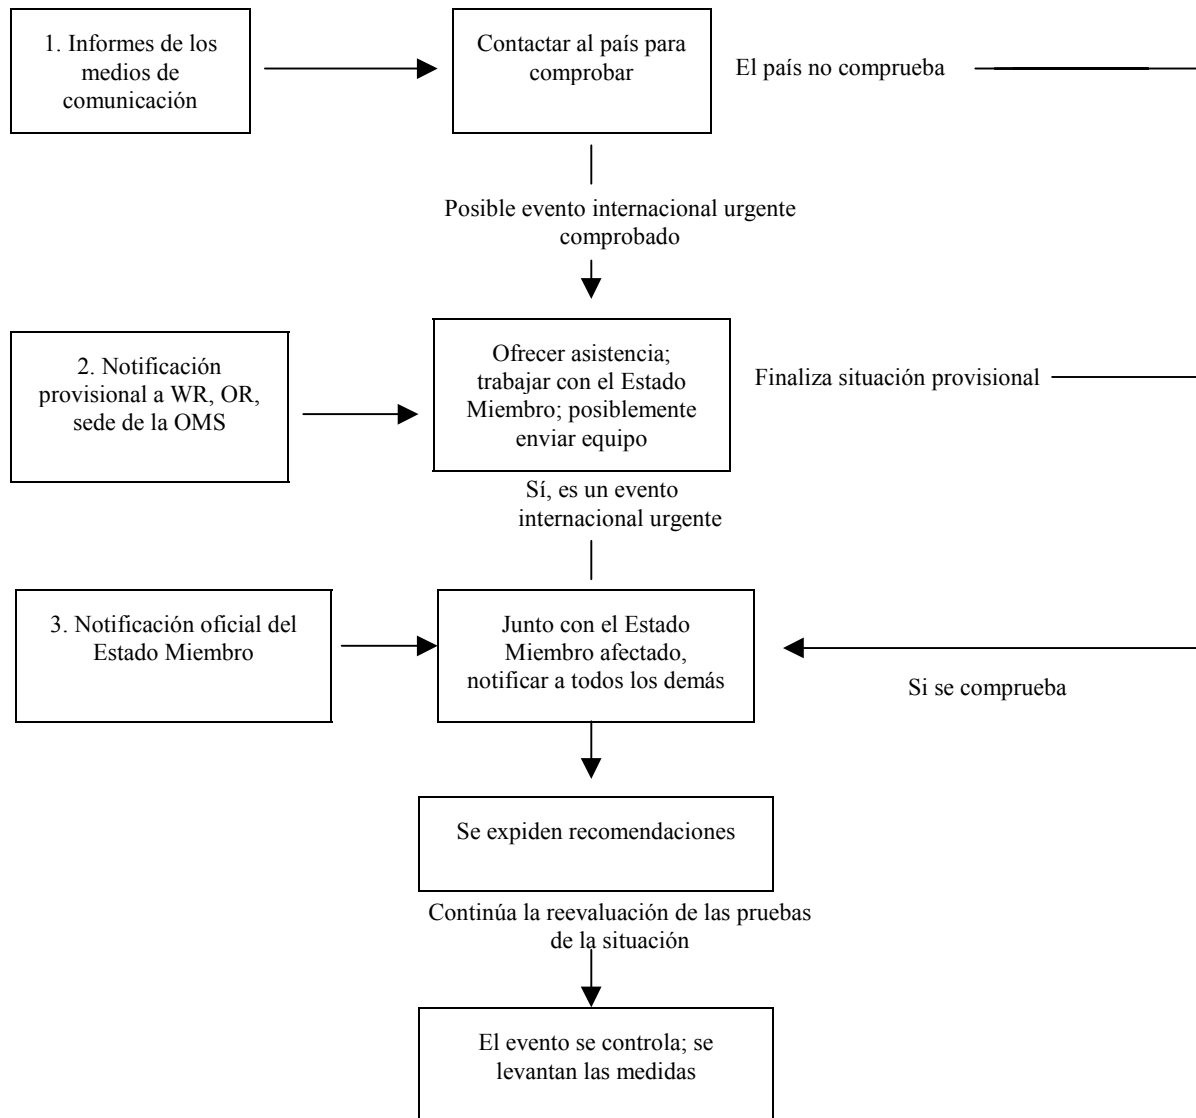 1. Informes de los
medios de
comunicación
Contactar al país para
comprobar
El país no comprueba
Posible evento internacional urgente
comprobado
2. Notificación
provisional a WR, OR,
sede de la OMS
Ofrecer asistencia;
trabajar con el Estado
Miembro; posiblemente
enviar equipo
Finaliza situación provisional
Sí, es un evento
internacional urgente
3. Notificación oficial del
Estado Miembro
Junto con el Estado
Miembro afectado,
notificar a todos los demás
Si se comprueba
Se expiden recomendaciones
Continúa la reevaluación de las pruebas
de la situación
El evento se controla; se
levantan las medidas